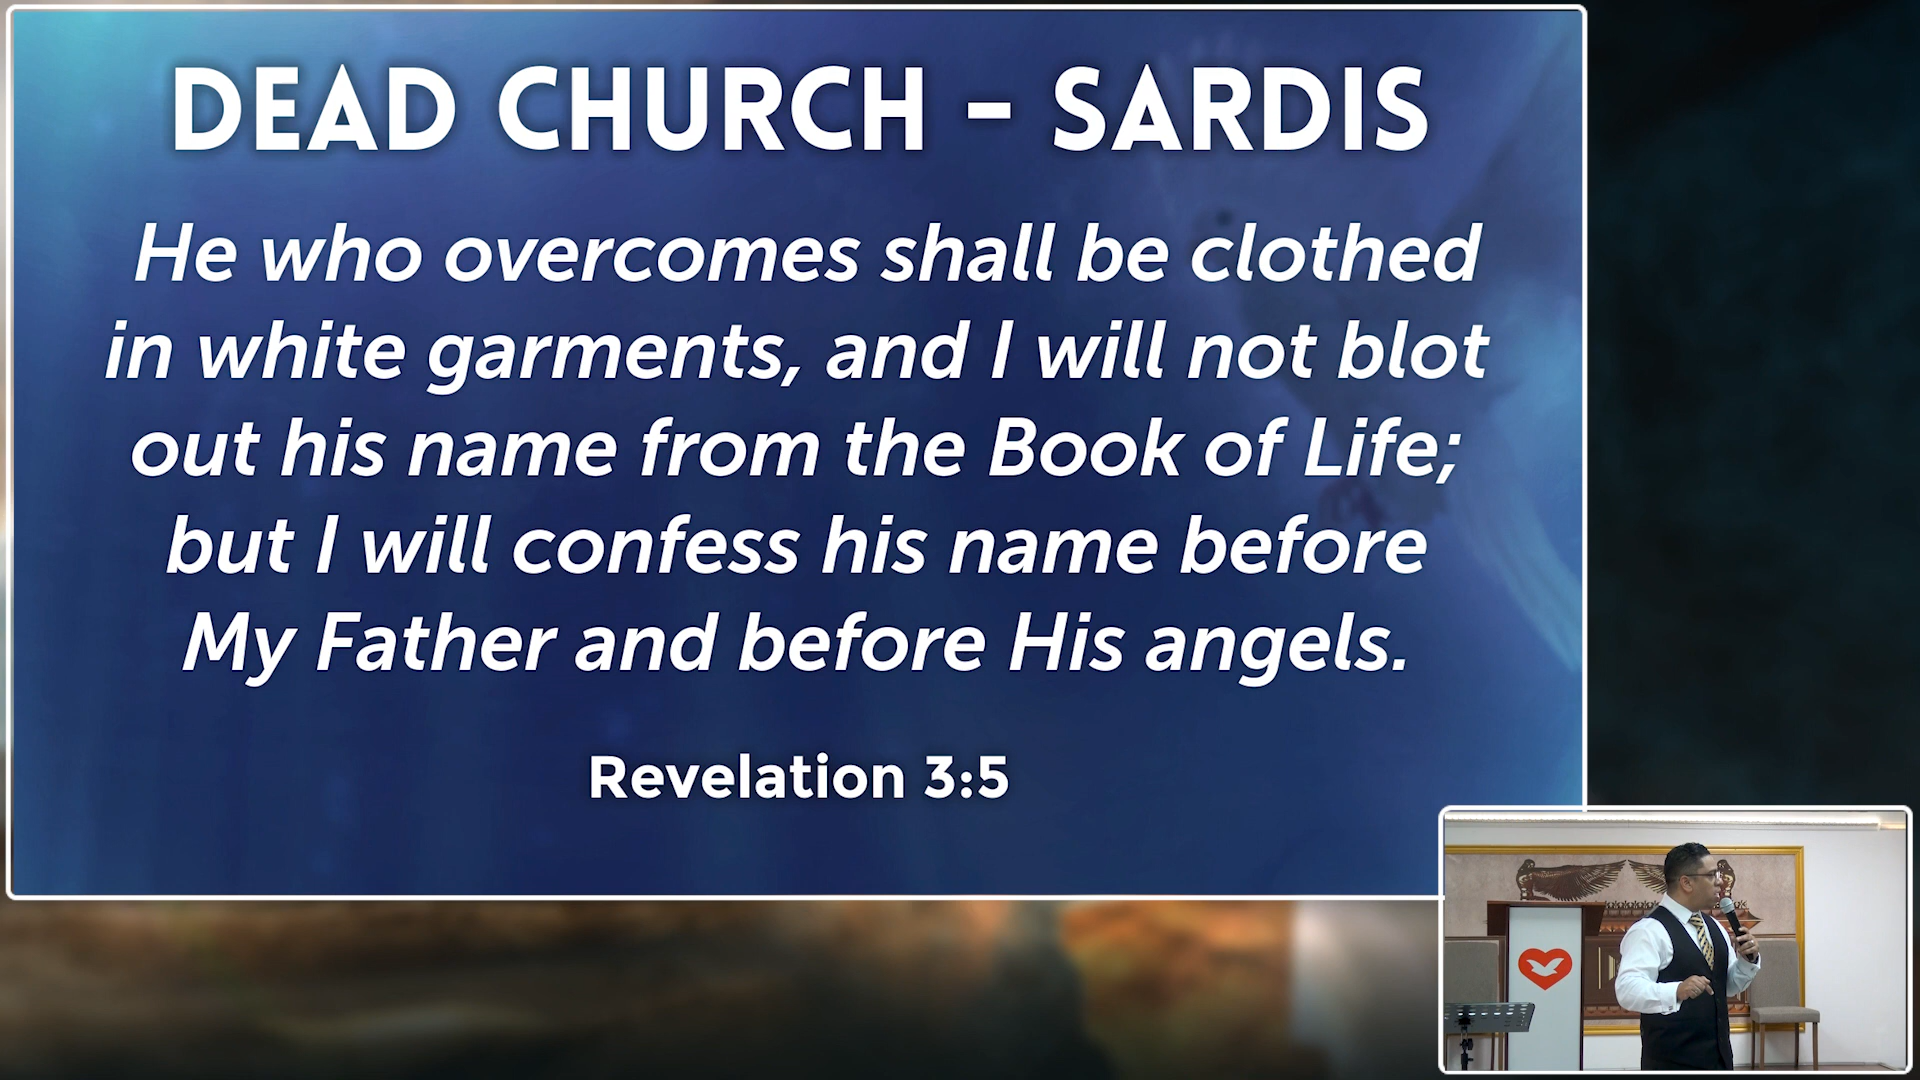 DEAD CHURCH - SARDIS
He who overcomes shall be clothed
in white garments, and I will not blot
out his name from the Book of Life;
but I will confess his name before
My Father and before His angels.
Revelation 3:5